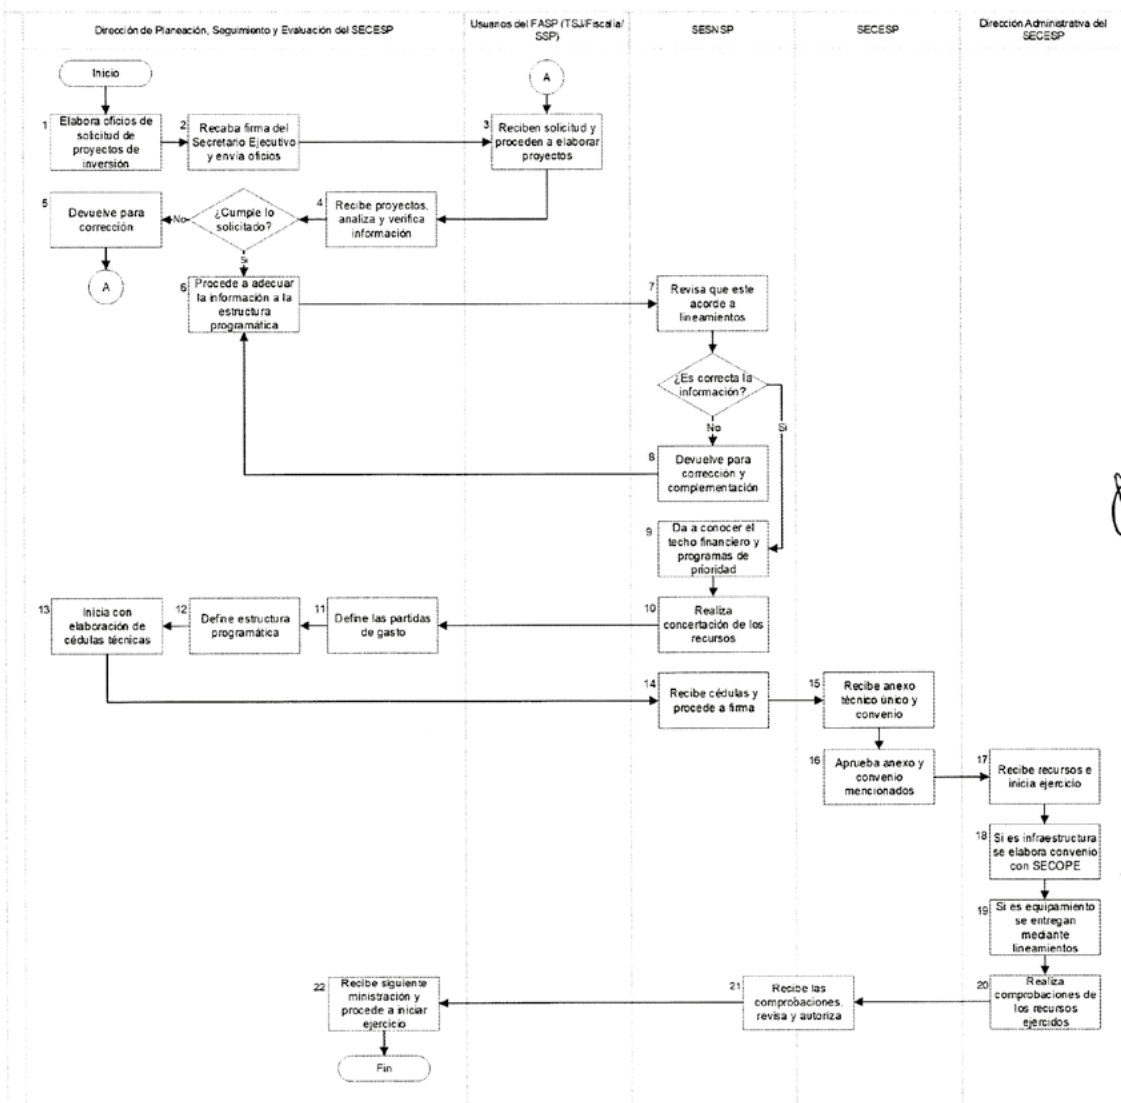 Dirección de Planeación, Seguimiento y Evaluación del SECESP
Usuarios del FASP (TSJ/Fiscalia/
SSP)
SESNSP
SECESP
Dirección Administrativa del
SECESP
Inicio
A
1
Elabora oficios de
solicitud de
proyectos de
inversión
2
Recaba firma del
Secretario Ejecutivo
y envía oficios
3
Reciben solicitud y
proceden a elaborar
proyectos
4
Recibe proyectos,
analiza y verifica
información
¿Cumple lo
solicitado?
No
Si
5
Devuelve para
corrección
A
6
Procede a adecuar
la información a la
estructura
programática
7
Revisa que este
acorde a
lineamientos
¿Es correcta la
información?
No
Si
8
Devuelve para
corrección y
complementación
9
Da a conocer el
techo financiero y
programas de
prioridad
10
Realiza
concertación de los
recursos
11
Define las partidas
de gasto
12
Define estructura
programática
13
Inicia con
elaboración de
cédulas técnicas
14
Recibe cédulas y
procede a firma
15
Recibe anexo
técnico único y
convenio
16
Aprueba anexo y
convenio
mencionados
17
Recibe recursos e
inicia ejercicio
18
Si es infraestructura
se elabora convenio
con SECOPE
19
Si es equipamiento
se entregan
mediante
lineamientos
20
Realiza
comprobaciones de
los recursos
ejercidos
21
Recibe las
comprobaciones,
revisa y autoriza
22
Recibe siguiente
ministración y
procede a iniciar
ejercicio
Fin